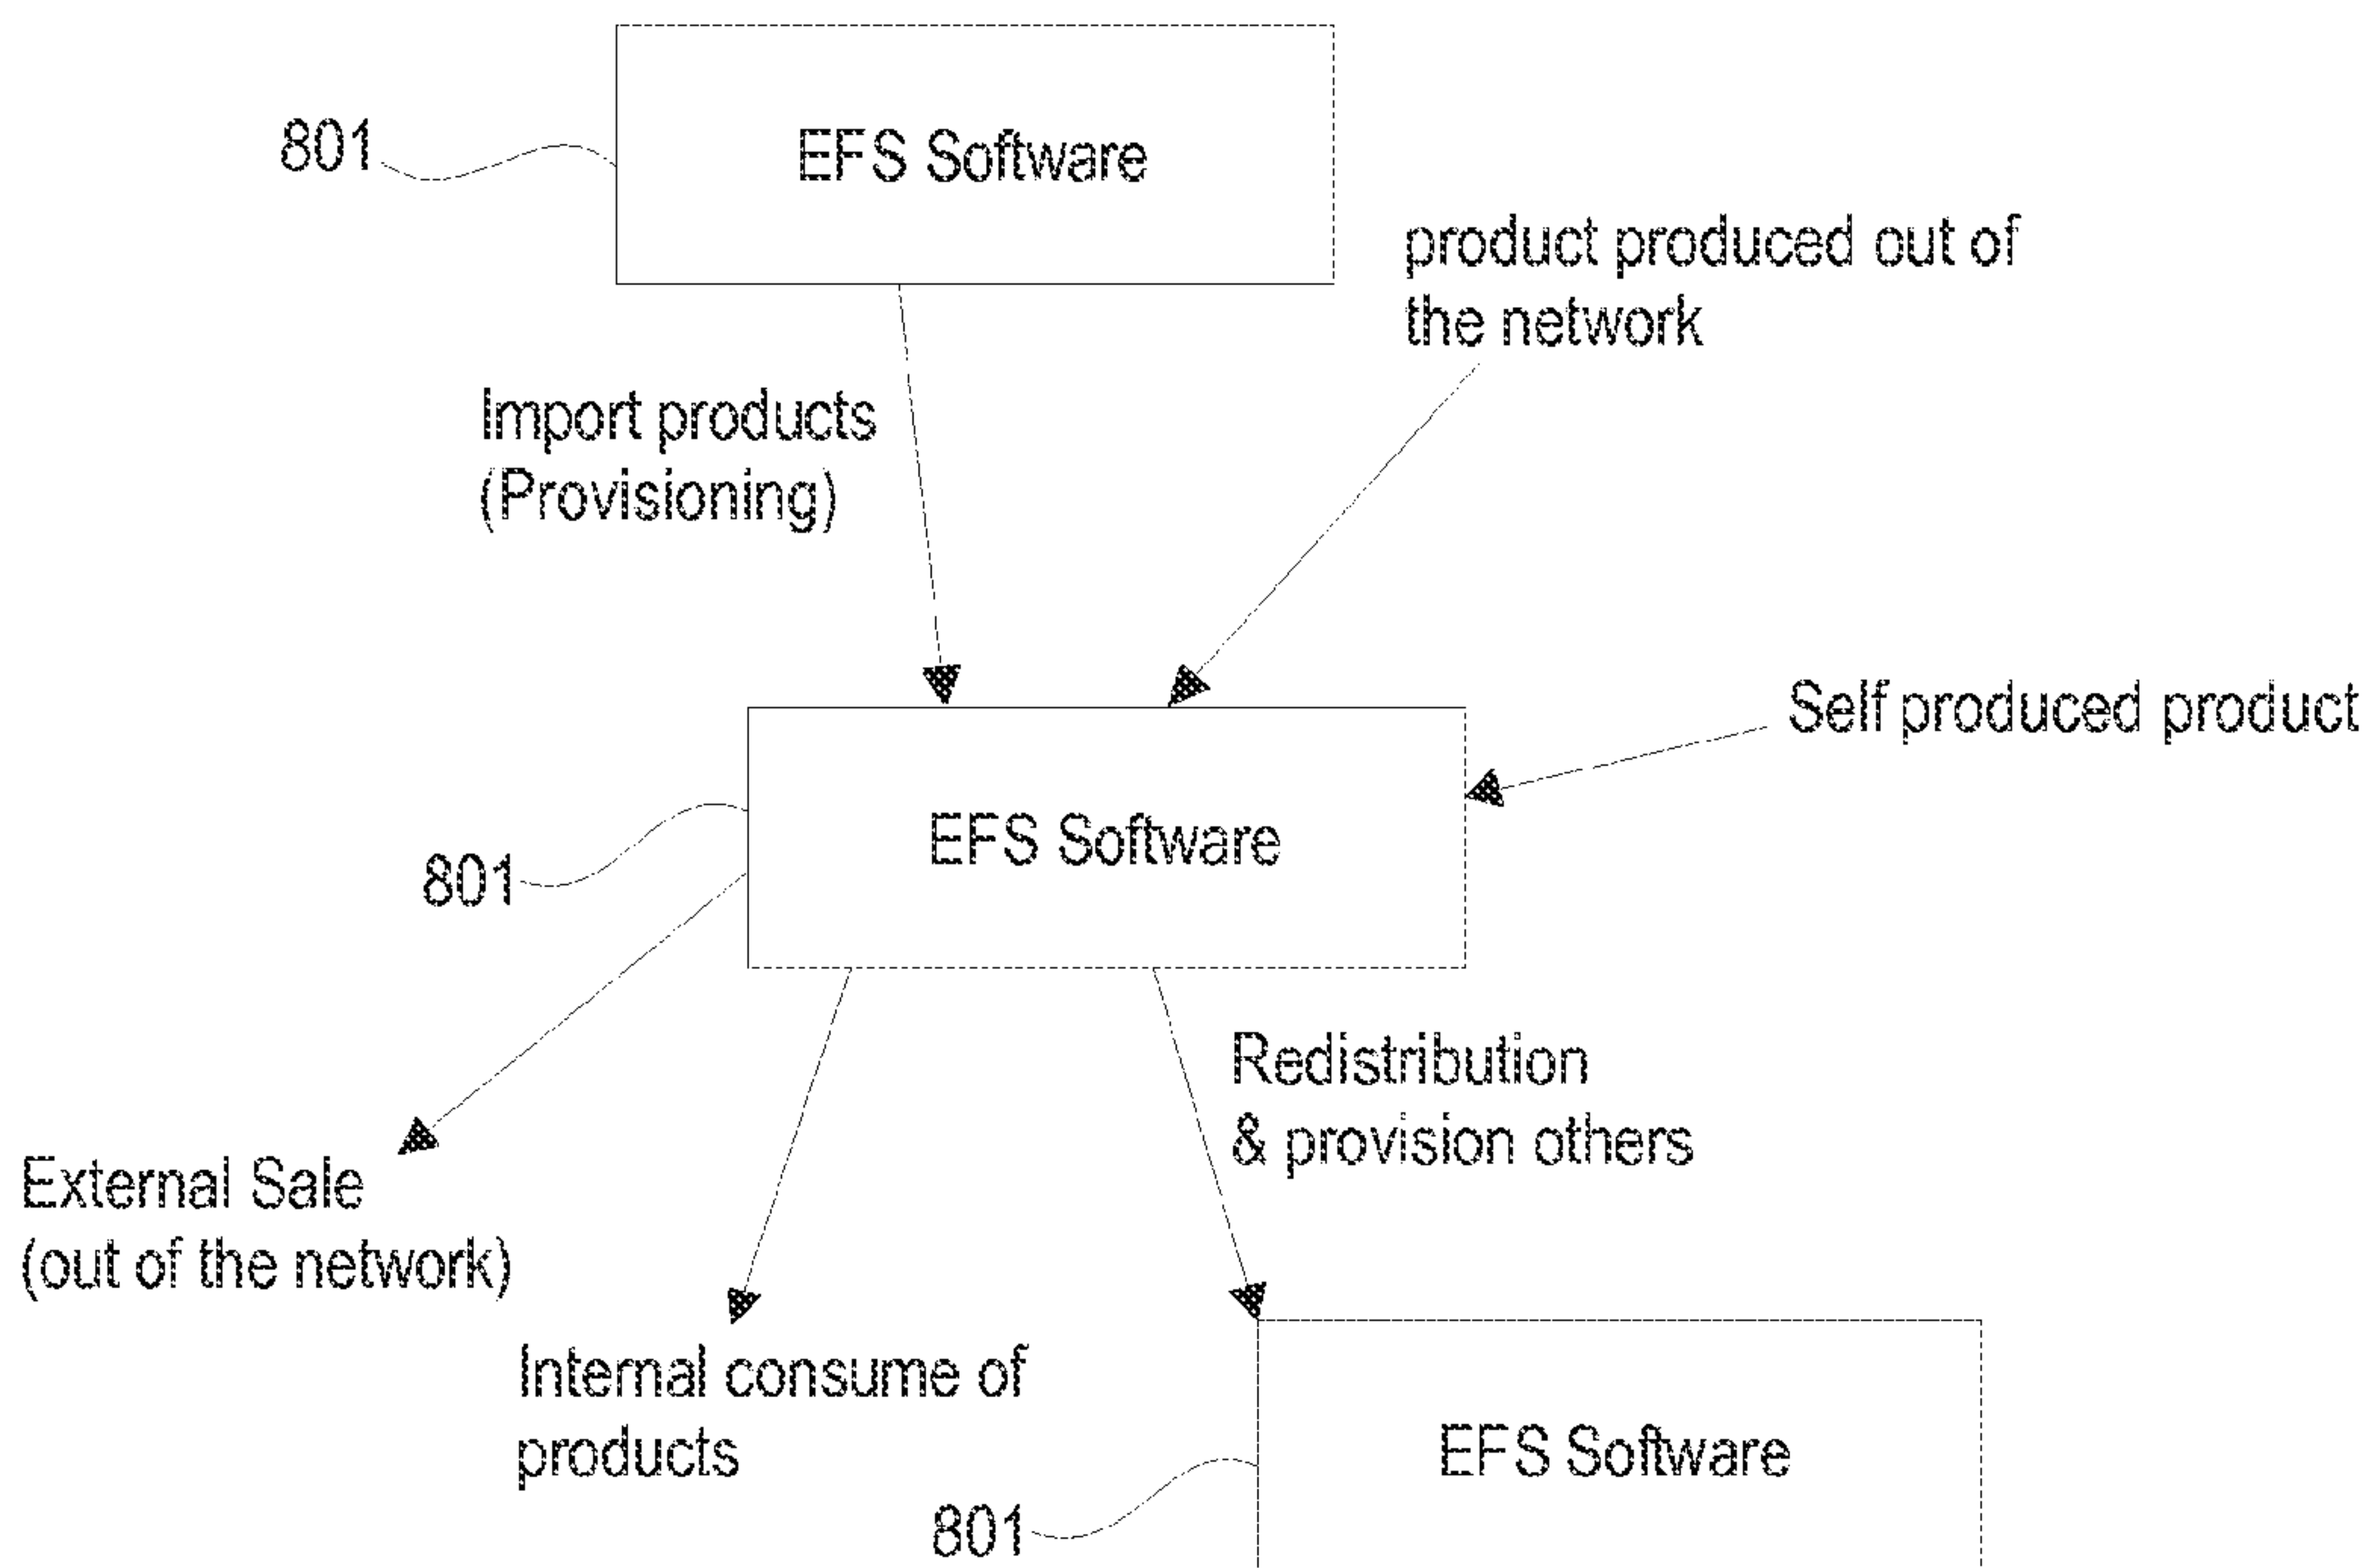 801
EFS Software
product produced out of
the network
Import products
(Provisioning)
Self produced product
801
EFS Software
Redistribution
& provision others
External Sale
(out of the network)
Internal consume of
products
EFS Software
801